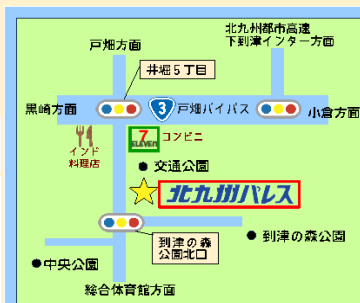 戸畑方面
北九州都市高速
下到津インター方面
井堀5丁目
黒崎方面
3
戸畑バイパス
小倉方面
インド
料理店
7
ELEVEN
コンビニ
交通公園
北九州パレス
到津の森
公園北口
到津の森公園
中央公園
総合体育館方面